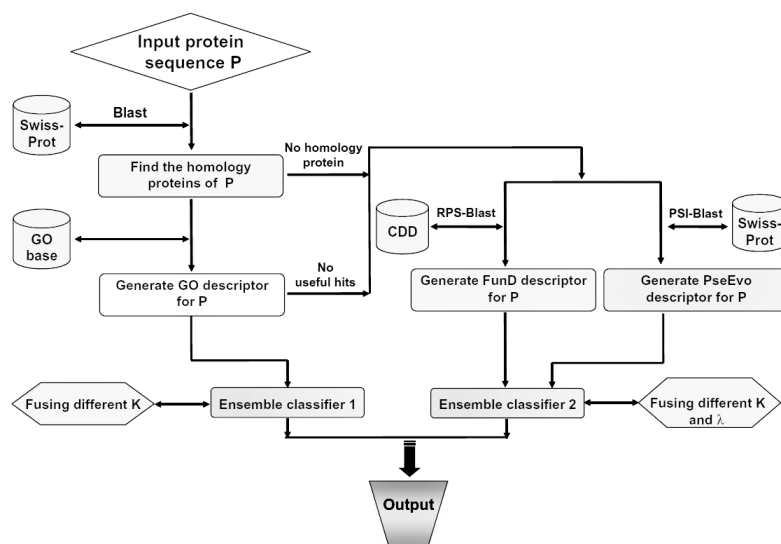 Input protein
sequence P
Blast
Swiss-
Prot
No homology
protein
Find the homology
proteins of P
GO
base
CDD
RPS-Blast
PSI-Blast
Swiss-
Prot
Generate GO descriptor
for P
No
useful hits
Generate FunD descriptor
for P
Generate PseEvo
descriptor for P
Fusing different K
Ensemble classifier 1
Ensemble classifier 2
Fusing different K
and λ
Output